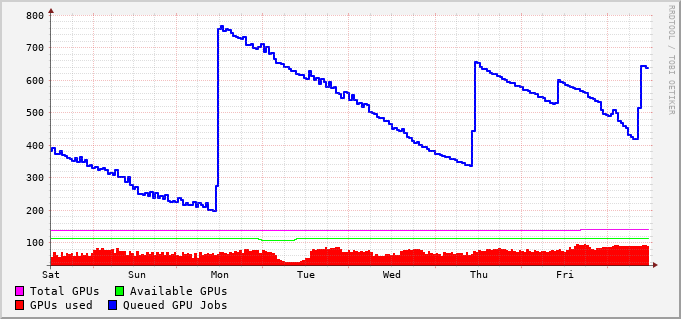 800
700
600
500
400
300
200
100
Sat Sun Mon Tue Wed Thu Fri
Total GPUs Available GPUs
GPUs used Queued GPU Jobs
RRDTOOL / TOBI OETIKER